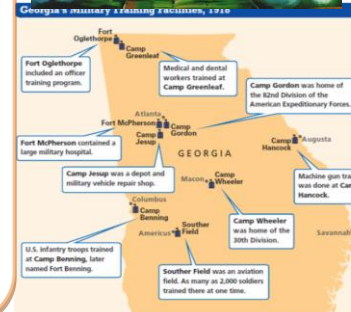 Georgia's Military Training Facilities, 1918
Fort
Oglethorpe
Camp
Greenleaf
Fort Oglethorpe
included an officer
training program.
Medical and dental
workers trained at
Camp Greenleaf.
Camp Gordon was home of
the 82nd Division of the
American Expeditionary Forces.
Atlanta
Fort McPherson
Camp
Gordon
Camp
Jesup
Fort McPherson contained a
large military hospital.
GEORGIA
Camp
Hancock
Augusta
Camp Jesup was a depot and
military vehicle repair shop.
Macon
Camp
Wheeler
Machine gun tra
was done at Ca
Hancock.
Columbus
Camp
Benning
Camp Wheeler
was home of the
30th Division.
Americus
Souther
Field
Savannah
U.S. infantry troops trained
at Camp Benning, later
named Fort Benning.
Souther Field was an aviation
field. As many as 2,000 soldiers
trained there at one time.